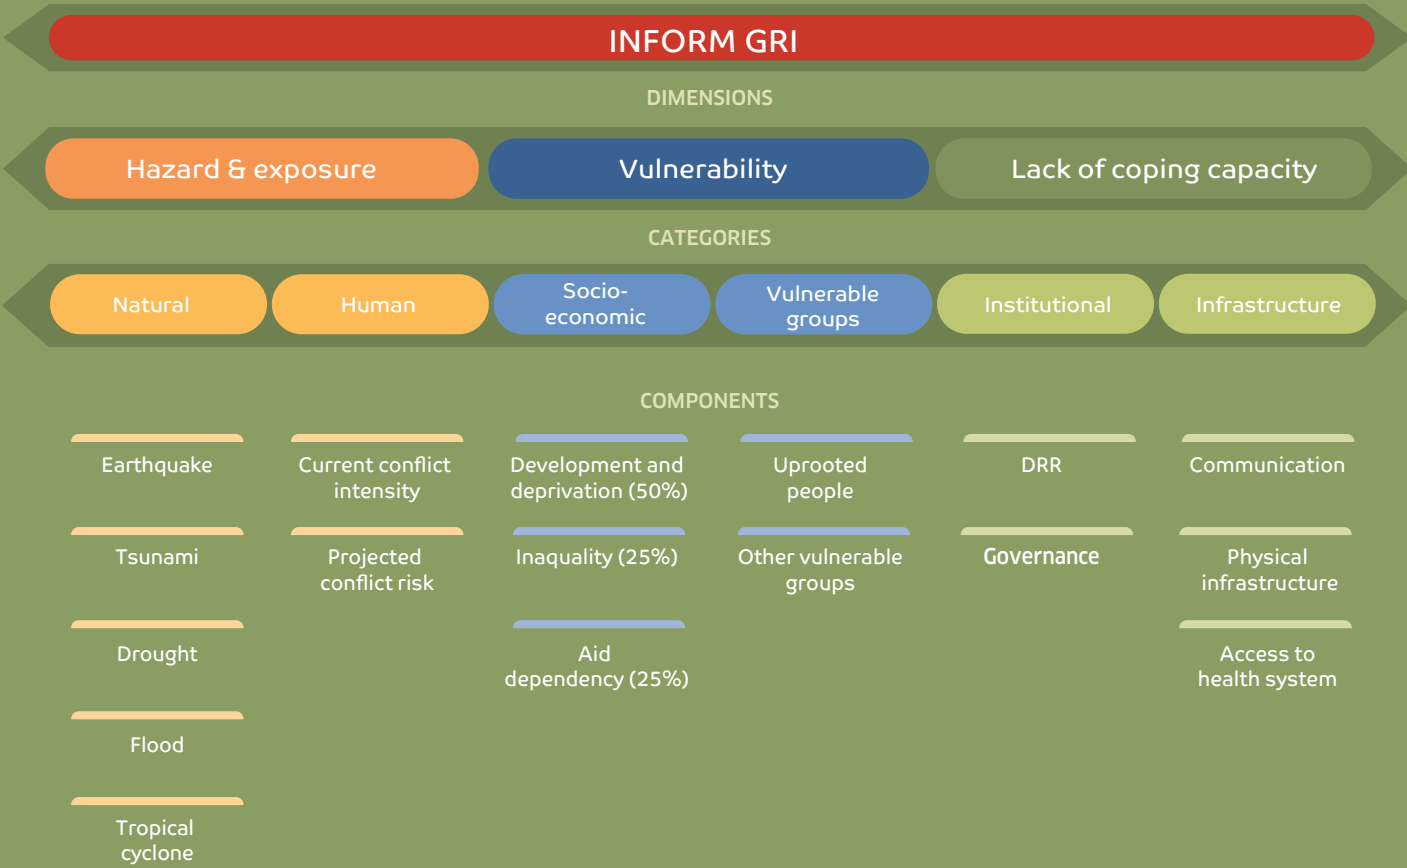 INFORM GRI
DIMENSIONS
Hazard & exposure
Vulnerability
Lack of coping capacity
CATEGORIES
Natural
Human
Socio-
economic
Vulnerable
groups
Institutional
Infrastructure
COMPONENTS
Earthquake
Current conflict
intensity
Development and
deprivation (50%)
Uprooted
people
DRR
Communication
Tsunami
Projected
conflict risk
Inaquality (25%)
Other vulnerable
groups
Governance
Physical
infrastructure
Drought
Aid
dependency (25%)
Access to
health system
Flood
Tropical
cyclone